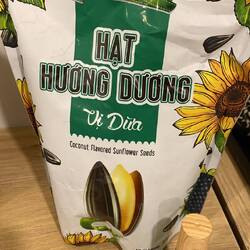 HẠT
HƯỚNG DƯƠNG
Vị Dừa
Coconut Flavored Sunflower Seeds